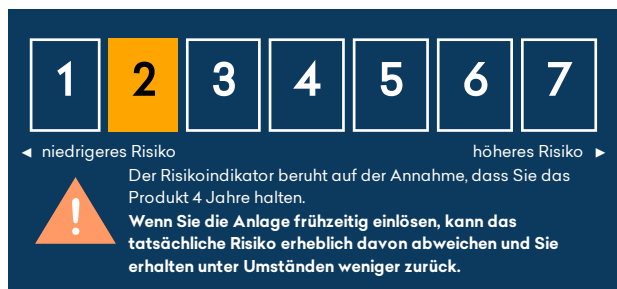 1 2 3 4 5 6 7
◄ niedrigeres Risiko höheres Risiko ►
Der Risikoindikator beruht auf der Annahme, dass Sie das
Produkt 4 Jahre halten.
Wenn Sie die Anlage frühzeitig einlösen, kann das
tatsächliche Risiko erheblich davon abweichen und Sie
erhalten unter Umständen weniger zurück.